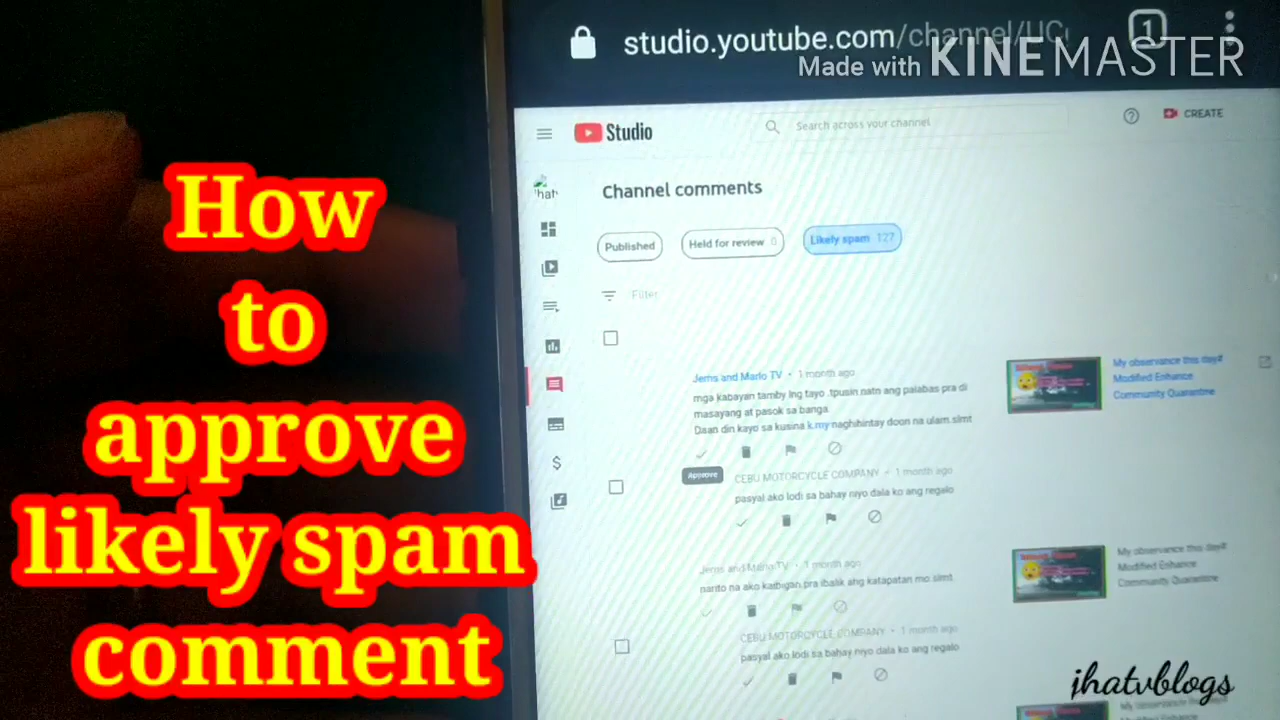 studio.youtube.com/channel/UC
1
Made with KINEMASTER
Studio
Search across your channel
CREATE
Channel comments
Published
Held for review 0
Likely spam 127
Filter
How
to
approve
likely spam
comment
Jems and Marlo TV • 1 month ago
mga kabayan tamby lng tayo .tpusin natn ang palabas pra di
masayang at pasok sa banga.
Daan din kayo sa kusina k.my naghihintay doon na ulam.slmt
My observance this day#
Modified Enhance
Community Quarantine
Approve
CEBU MOTORCYCLE COMPANY • 1 month ago
pasyal ako lodi sa bahay niyo dala ko ang regalo
Jems and Marlo TV • 1 month ago
narito na ako kaibigan.pra ibalik ang katapatan mo.slmt
My observance this day#
Modified Enhance
Community Quarantine
CEBU MOTORCYCLE COMPANY • 1 month ago
pasyal ako lodi sa bahay niyo dala ko ang regalo
jhatvblogs